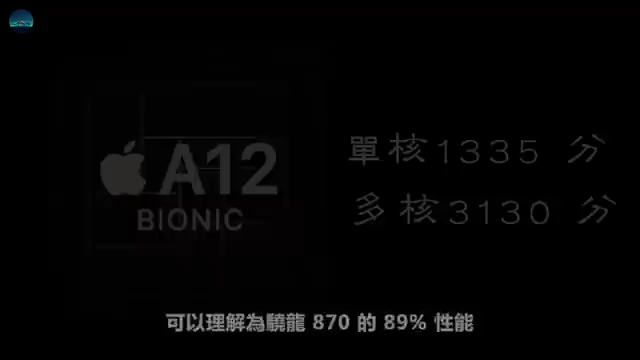 單核1335 分
A12
多核3130 分
BIONIC
可以理解為驍龍 870 的 89% 性能